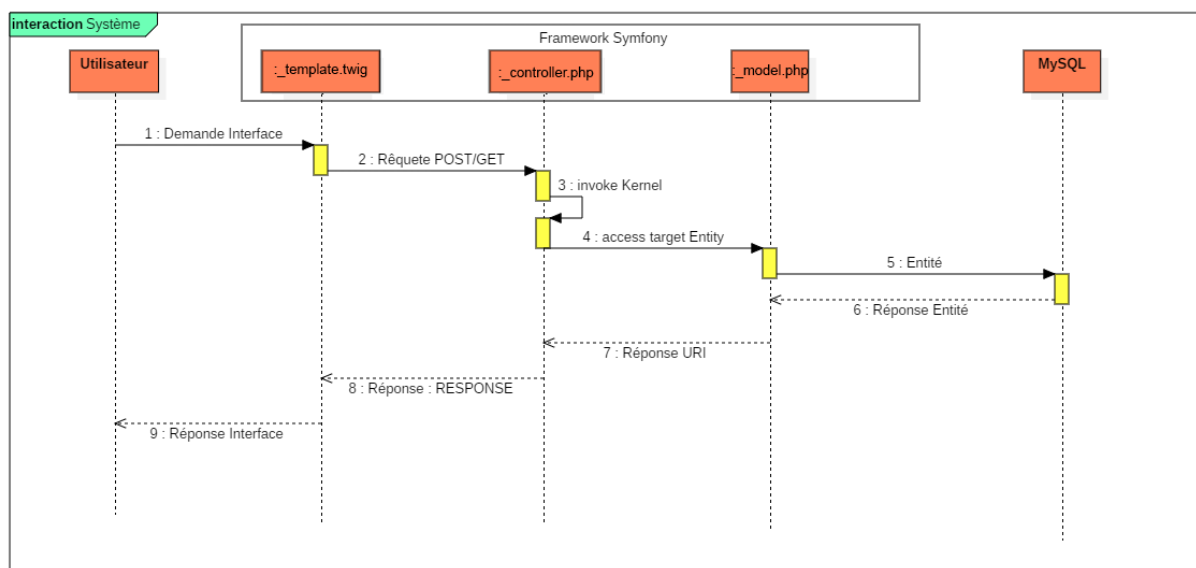 interaction Système
Framework Symfony
Utilisateur
:_template.twig
:_controller.php
:_model.php
MySQL
1 : Demande Interface
2 : Rêquete POST/GET
3 : invoke Kernel
4 : access target Entity
5 : Entité
6 : Réponse Entité
7 : Réponse URI
8 : Réponse : RESPONSE
9 : Réponse Interface